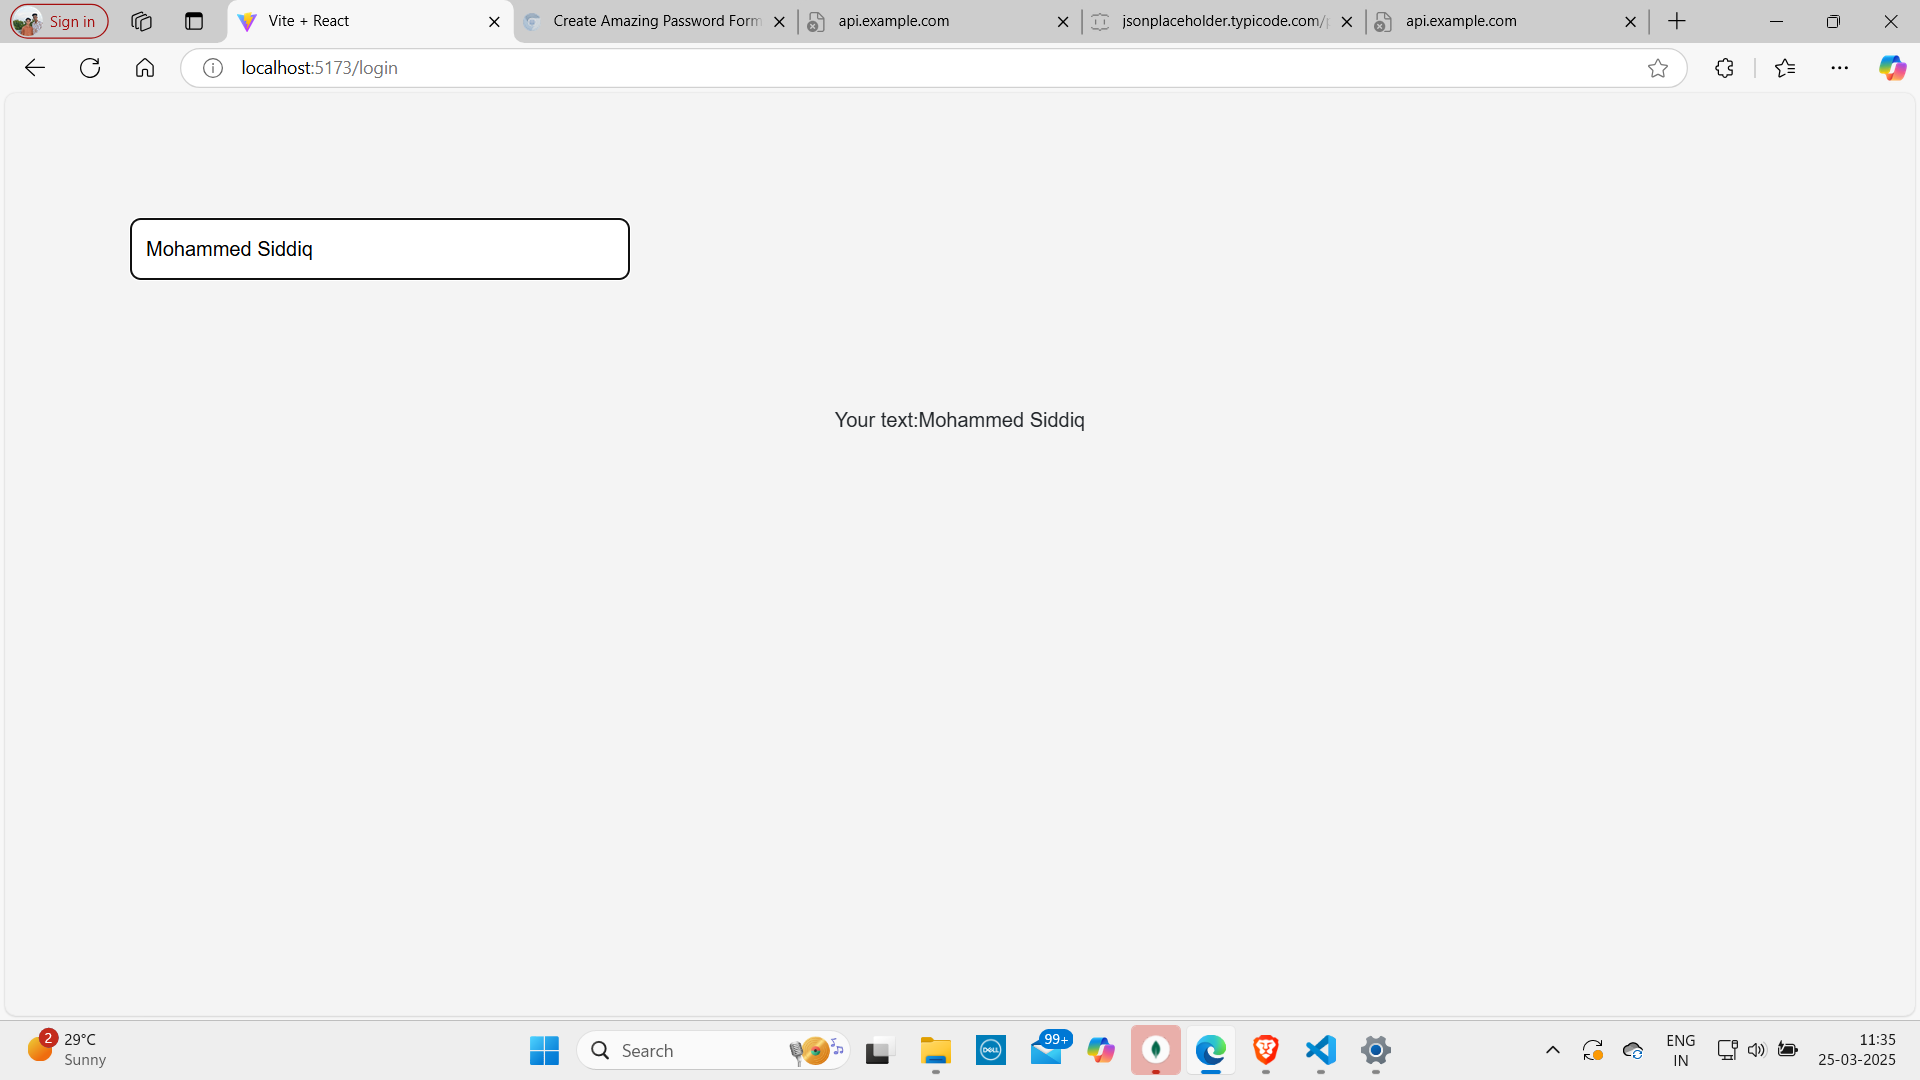 Sign in
Vite + React
Create Amazing Password Form
api.example.com
jsonplaceholder.typicode.com/p
api.example.com
localhost:5173/login
Mohammed Siddiq
Your text:Mohammed Siddiq
2
29°C
Sunny
Search
DELL
99+
ENG
IN
11:35
25-03-2025